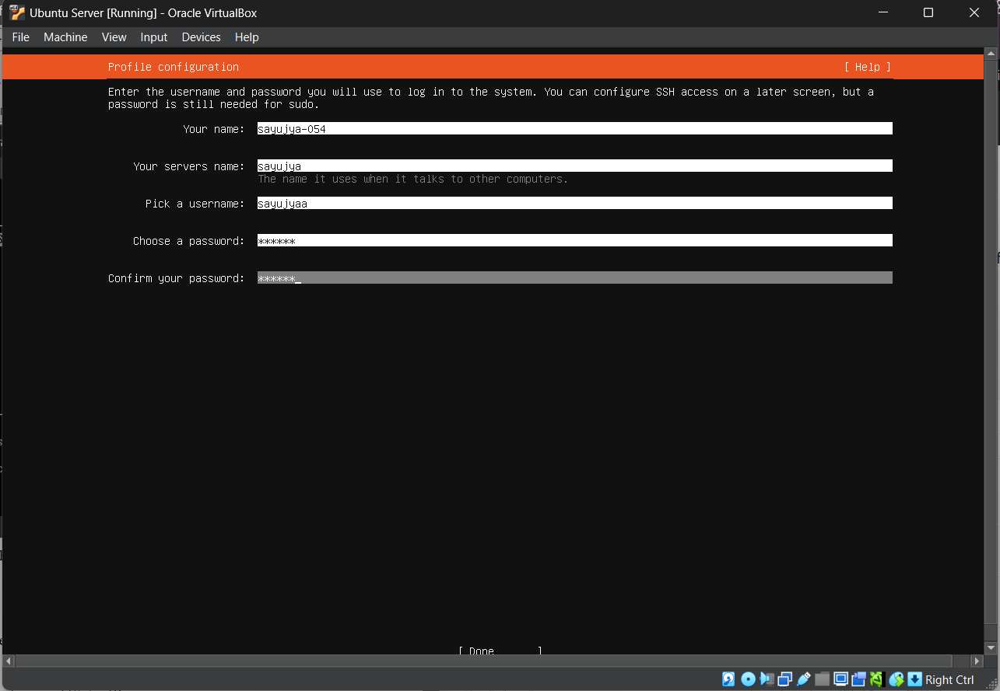 Ubuntu Server [Running] - Oracle VirtualBox
File Machine View Input Devices Help
Profile configuration [ Help ]
Enter the username and password you will use to log in to the system. You can configure SSH access on a later screen, but a
password is still needed for sudo.
Your name: sayujya-054
Your servers name: sayujya
The name it uses when it talks to other computers.
Pick a username: sayujyaa
Choose a password: ******
Confirm your password: ******_
[ Done ]
Right Ctrl